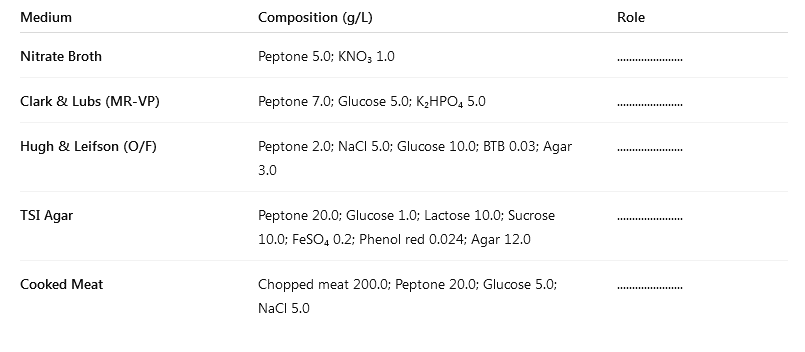 Medium Composition (g/L) Role
Nitrate Broth Peptone 5.0; KNO₃ 1.0 ......................
Clark & Lubs (MR-VP) Peptone 7.0; Glucose 5.0; K₂HPO₄ 5.0 ......................
Hugh & Leifson (O/F) Peptone 2.0; NaCl 5.0; Glucose 10.0; BTB 0.03; Agar ......................
3.0
TSI Agar Peptone 20.0; Glucose 1.0; Lactose 10.0; Sucrose ......................
10.0; FeSO₄ 0.2; Phenol red 0.024; Agar 12.0
Cooked Meat Chopped meat 200.0; Peptone 20.0; Glucose 5.0; ......................
NaCl 5.0